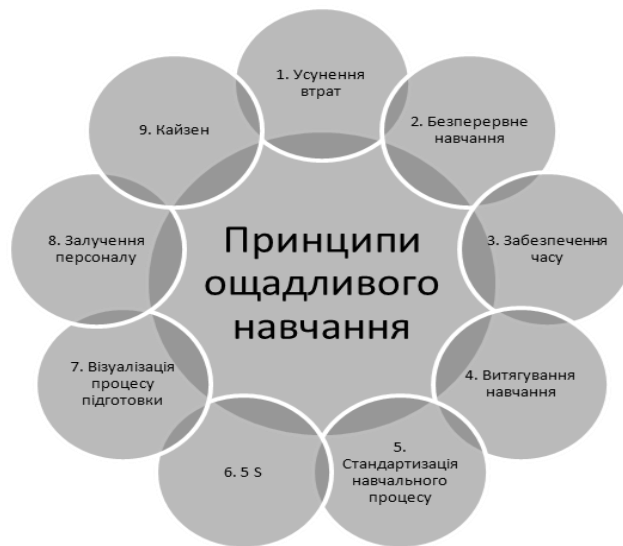 Принципи
ощадливого
навчання
1. Усунення
втрат
2. Безперервне
навчання
3. Забезпечення
часу
4. Витягування
навчання
5.
Стандартизація
навчального
процесу
6. 5 S
7. Візуалізація
процесу
підготовки
8. Залучення
персоналу
9. Кайзен